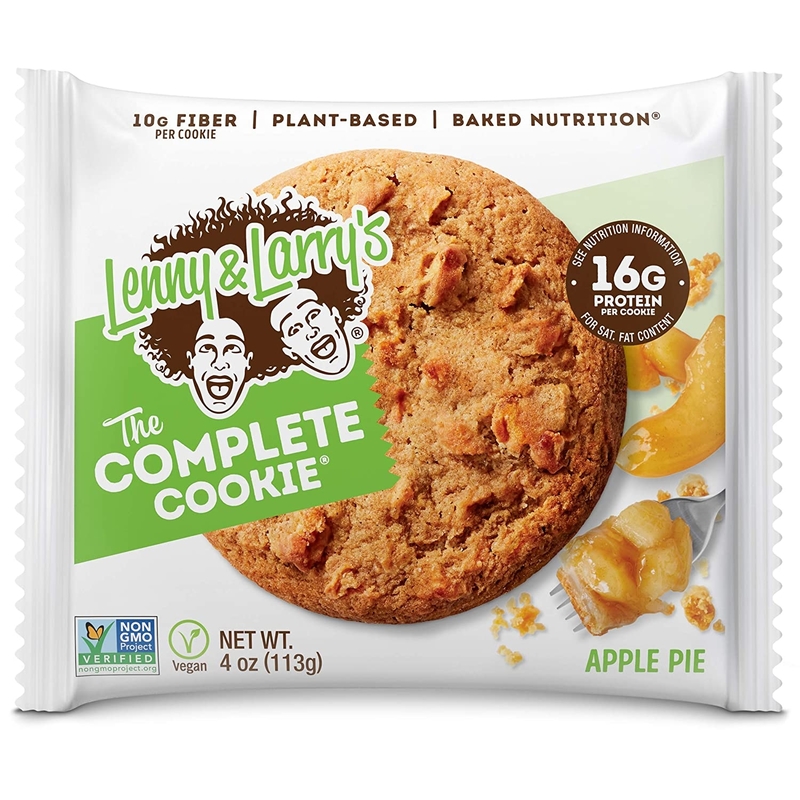 10G FIBER | PLANT-BASED | BAKED NUTRITION®
PER COOKIE
Lenny & Larry's®
The
COMPLETE
COOKIE®
SEE NUTRITION INFORMATION
16G
PROTEIN
PER COOKIE
FOR SAT. FAT CONTENT
NON
GMO
Project
VERIFIED
nongmoproject.org
Vegan
NET WT.
4 oz (113g)
APPLE PIE